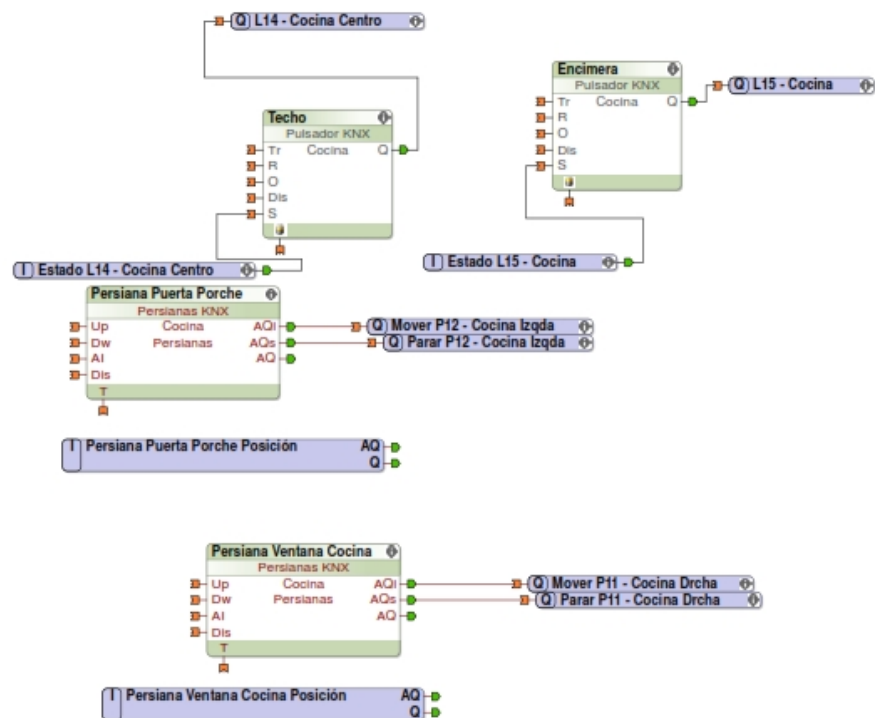 Q L14 - Cocina Centro
Techo
Pulsador KNX
Tr Cocina Q
R
O
Dis
S
I Estado L14 - Cocina Centro
Encimera
Pulsador KNX
Tr Cocina Q
R
O
Dis
S
Q L15 - Cocina
I Estado L15 - Cocina
Persiana Puerta Porche
Persianas KNX
Up Cocina AQl
Dw Persianas AQs
AI AQ
Dis
T
Q Mover P12 - Cocina Izqda
Q Parar P12 - Cocina Izqda
I Persiana Puerta Porche Posición AQ
Q
Persiana Ventana Cocina
Persianas KNX
Up Cocina AQl
Dw Persianas AQs
AI AQ
Dis
T
Q Mover P11 - Cocina Drcha
Q Parar P11 - Cocina Drcha
I Persiana Ventana Cocina Posición AQ
Q